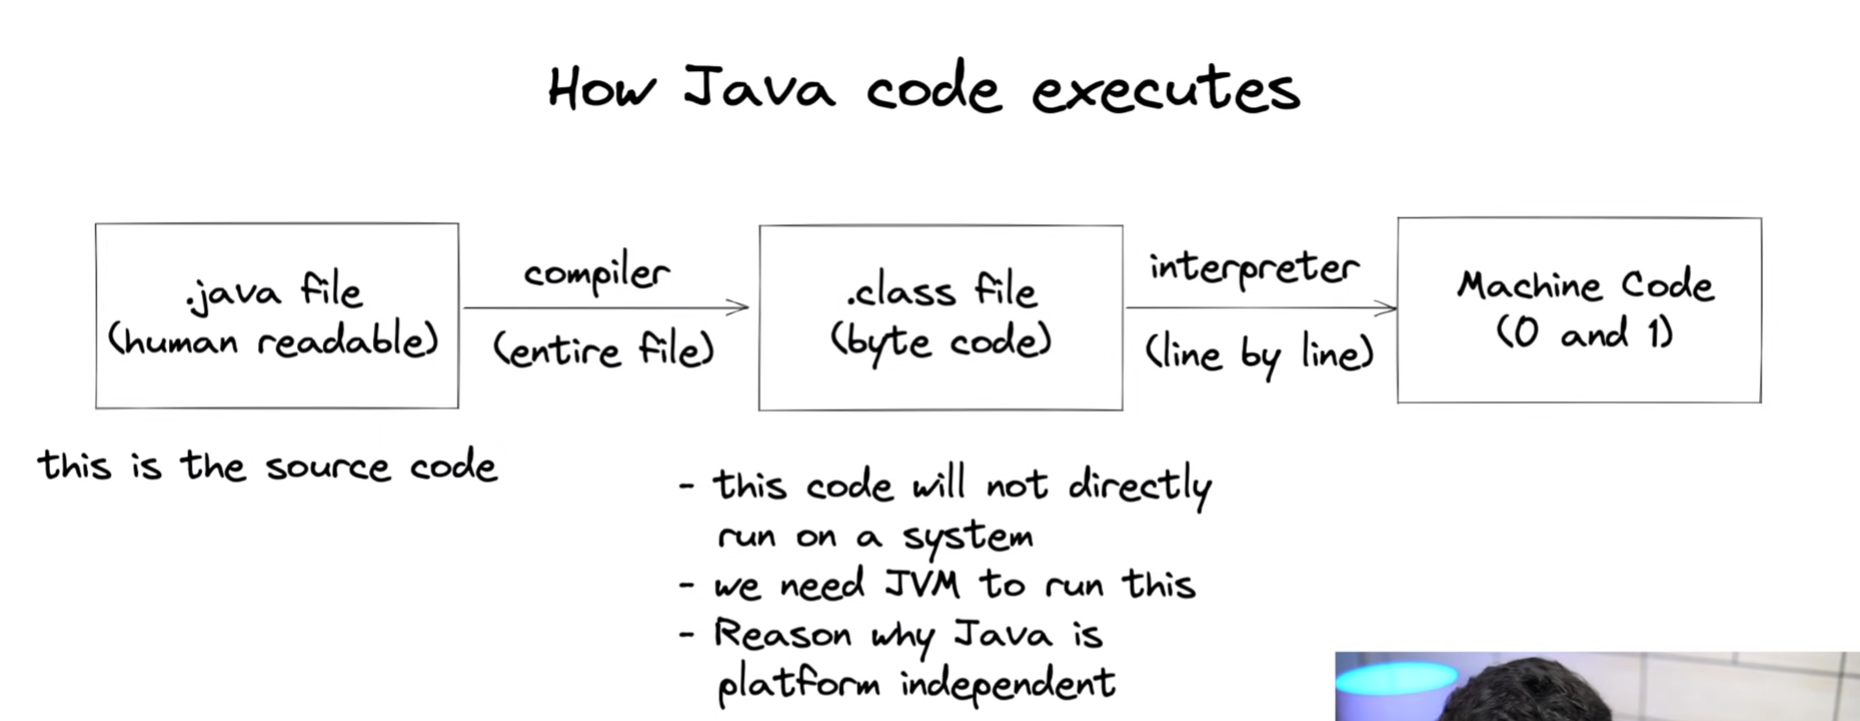 How Java code executes
.java file
(human readable)
compiler
(entire file)
.class file
(byte code)
interpreter
(line by line)
Machine Code
(0 and 1)
this is the source code
- this code will not directly
run on a system
- we need JVM to run this
- Reason why Java is
platform independent